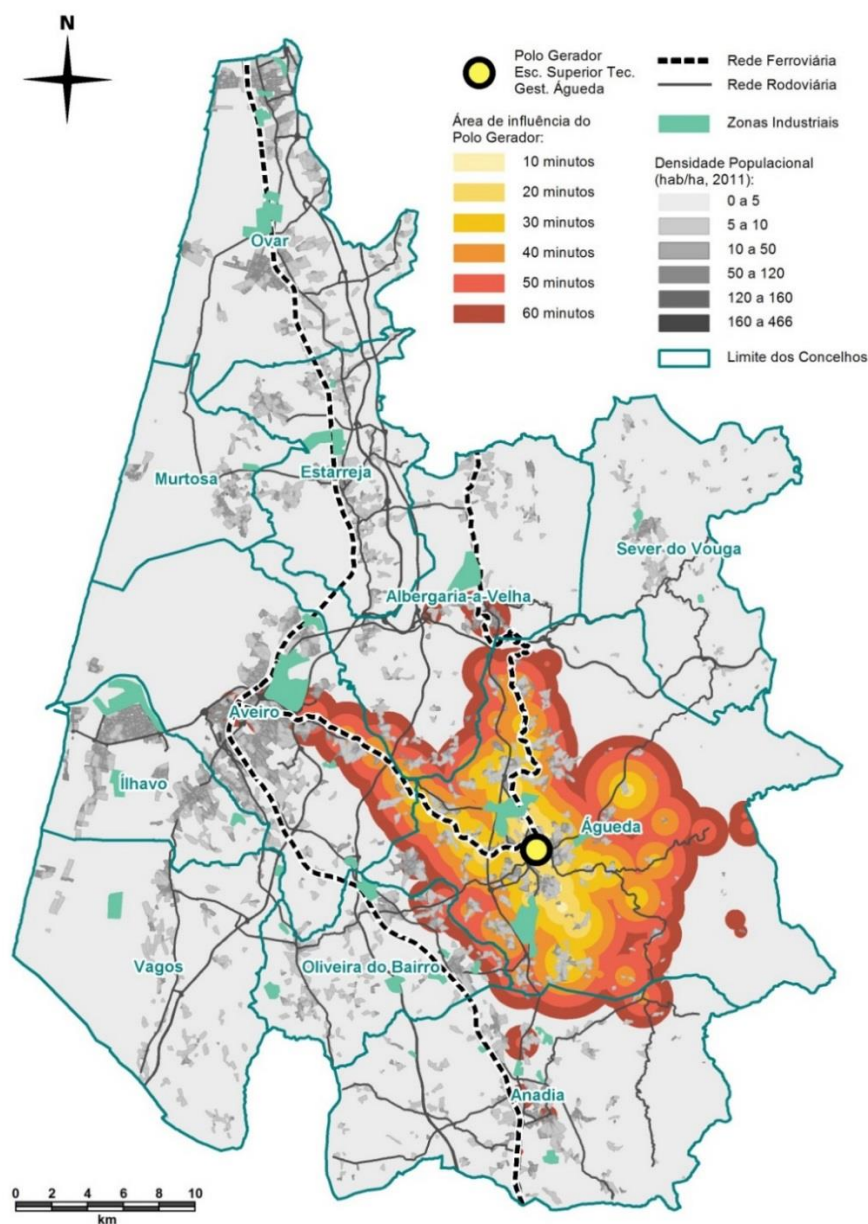 N
Polo Gerador
Esc. Superior Tec.
Gest. Águeda
Área de influência do
Polo Gerador:
10 minutos
20 minutos
30 minutos
40 minutos
50 minutos
60 minutos
Rede Ferroviária
Rede Rodoviária
Zonas Industriais
Densidade Populacional
(hab/ha, 2011):
0 a 5
5 a 10
10 a 50
50 a 120
120 a 160
160 a 466
Limite dos Concelhos
Ovar
Murtosa
Estarreja
Sever do Vouga
Albergaria-a-Velha
Aveiro
Ílhavo
Águeda
Vagos
Oliveira do Bairro
Anadia
0 2 4 6 8 10
km